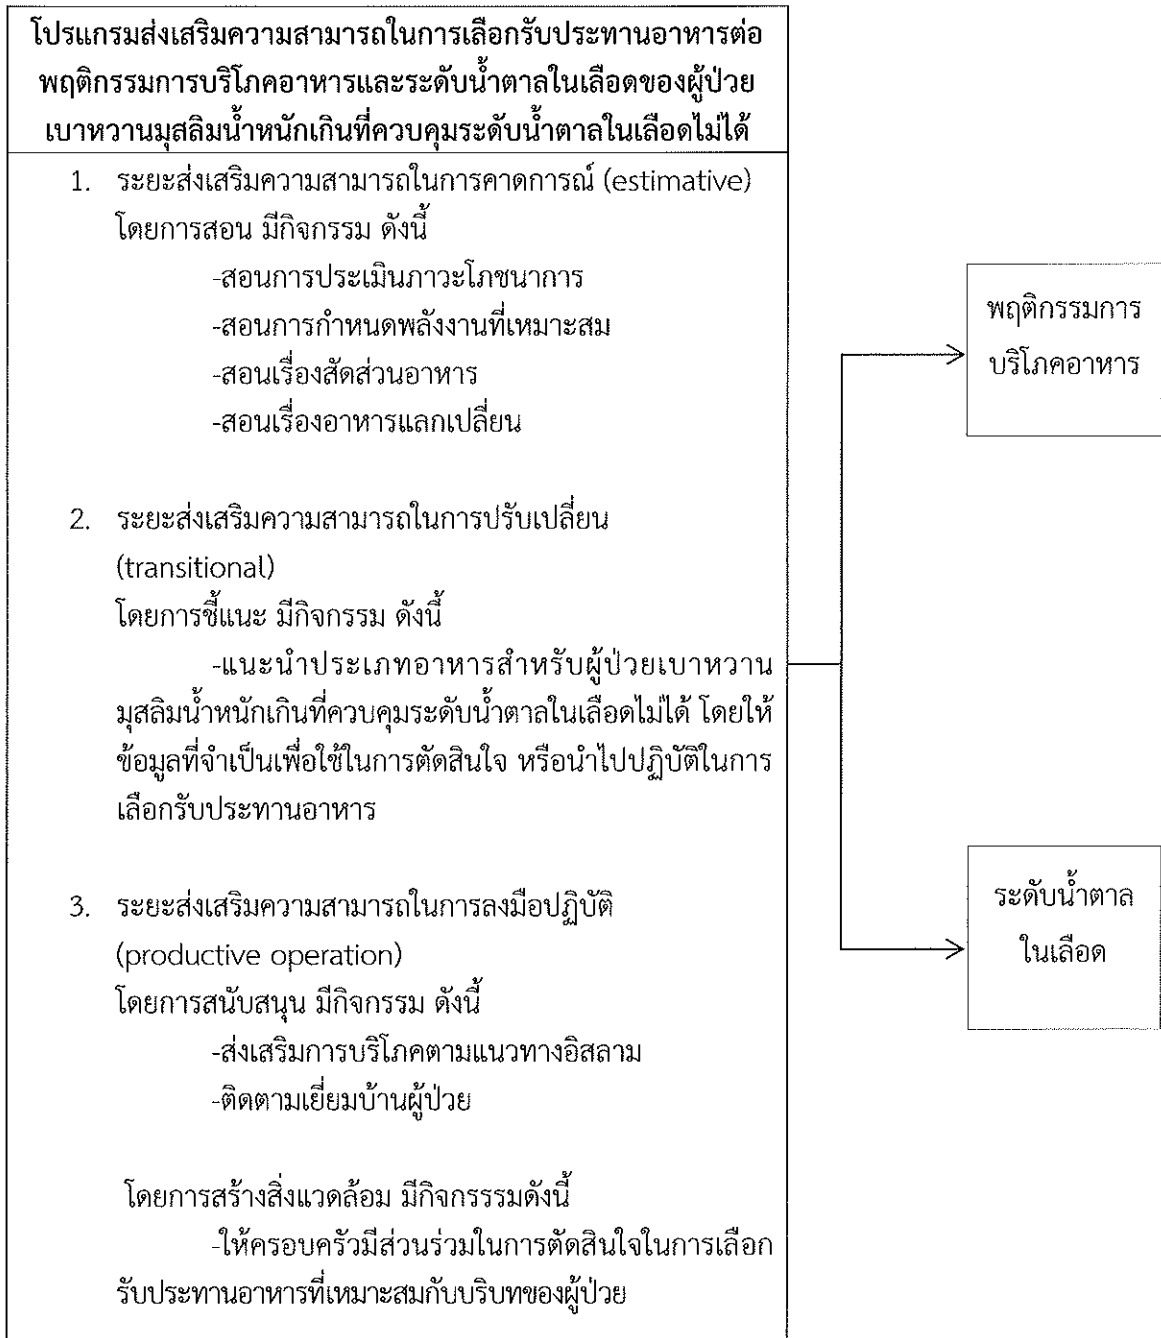 โปรแกรมส่งเสริมความสามารถในการเลือกรับประทานอาหารต่อ
พฤติกรรมการบริโภคอาหารและระดับน้ำตาลในเลือดของผู้ป่วย
เบาหวานมุสลิมน้ำหนักเกินที่ควบคุมระดับน้ำตาลในเลือดไม่ได้
1. ระยะส่งเสริมความสามารถในการคาดการณ์ (estimative)
โดยการสอน มีกิจกรรม ดังนี้
-สอนการประเมินภาวะโภชนาการ
-สอนการกำหนดพลังงานที่เหมาะสม
-สอนเรื่องสัดส่วนอาหาร
-สอนเรื่องอาหารแลกเปลี่ยน
2. ระยะส่งเสริมความสามารถในการปรับเปลี่ยน
(transitional)
โดยการชี้แนะ มีกิจกรรม ดังนี้
-แนะนำประเภทอาหารสำหรับผู้ป่วยเบาหวาน
มุสลิมน้ำหนักเกินที่ควบคุมระดับน้ำตาลในเลือดไม่ได้ โดยให้
ข้อมูลที่จำเป็นเพื่อใช้ในการตัดสินใจ หรือนำไปปฏิบัติในการ
เลือกรับประทานอาหาร
3. ระยะส่งเสริมความสามารถในการลงมือปฏิบัติ
(productive operation)
โดยการสนับสนุน มีกิจกรรม ดังนี้
-ส่งเสริมการบริโภคตามแนวทางอิสลาม
-ติดตามเยี่ยมบ้านผู้ป่วย
โดยการสร้างสิ่งแวดล้อม มีกิจกรรรมดังนี้
-ให้ครอบครัวมีส่วนร่วมในการตัดสินใจในการเลือก
รับประทานอาหารที่เหมาะสมกับบริบทของผู้ป่วย
พฤติกรรมการ
บริโภคอาหาร
ระดับน้ำตาล
ในเลือด